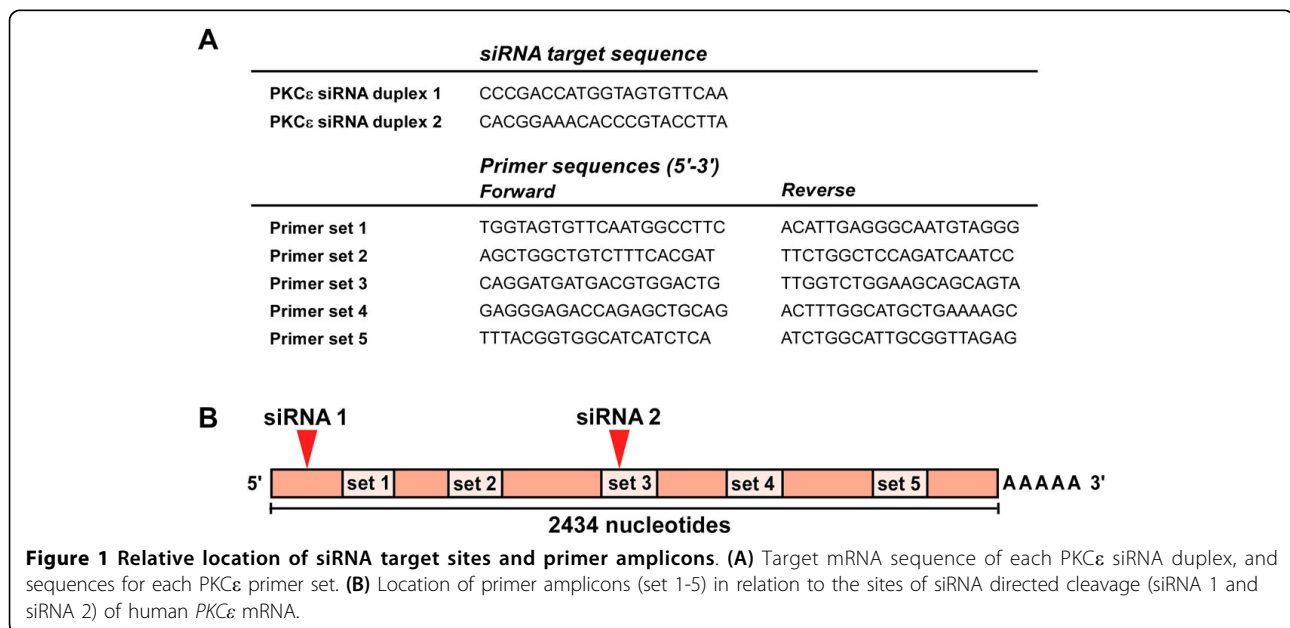 A
siRNA target sequence
PKCε siRNA duplex 1 CCCGACCATGGTAGTGTTCAA
PKCε siRNA duplex 2 CACGGAAACACCCGTACCTTA
Primer sequences (5'-3')
Forward Reverse
Primer set 1 TGGTAGTGTTCAATGGCCTTC ACATTGAGGGCAATGTAGGG
Primer set 2 AGCTGGCTGTCTTTCACGAT TTCTGGCTCCAGATCAATCC
Primer set 3 CAGGATGATGACGTGGACTG TTGGTCTGGAAGCAGCAGTA
Primer set 4 GAGGGAGACCAGAGCTGCAG ACTTTGGCATGCTGAAAAGC
Primer set 5 TTTACGGTGGCATCATCTCA ATCTGGCATTGCGGTTAGAG
B
siRNA 1 siRNA 2
5' set 1 set 2 set 3 set 4 set 5 AAAAA 3'
2434 nucleotides
Figure 1 Relative location of siRNA target sites and primer amplicons. (A) Target mRNA sequence of each PKCε siRNA duplex, and
sequences for each PKCε primer set. (B) Location of primer amplicons (set 1-5) in relation to the sites of siRNA directed cleavage (siRNA 1 and
siRNA 2) of human PKCε mRNA.